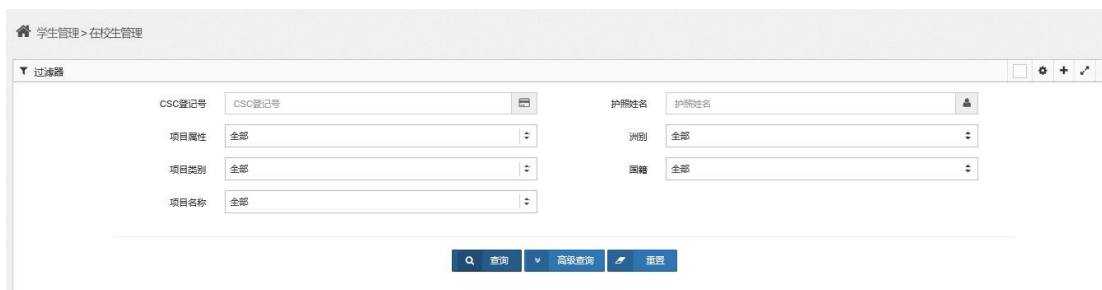 学生管理>在校生管理
过滤器
CSC登记号 CSC登记号 护照姓名 护照姓名
项目属性 全部 洲别 全部
项目类别 全部 国籍 全部
项目名称 全部
查询 高级查询 重置